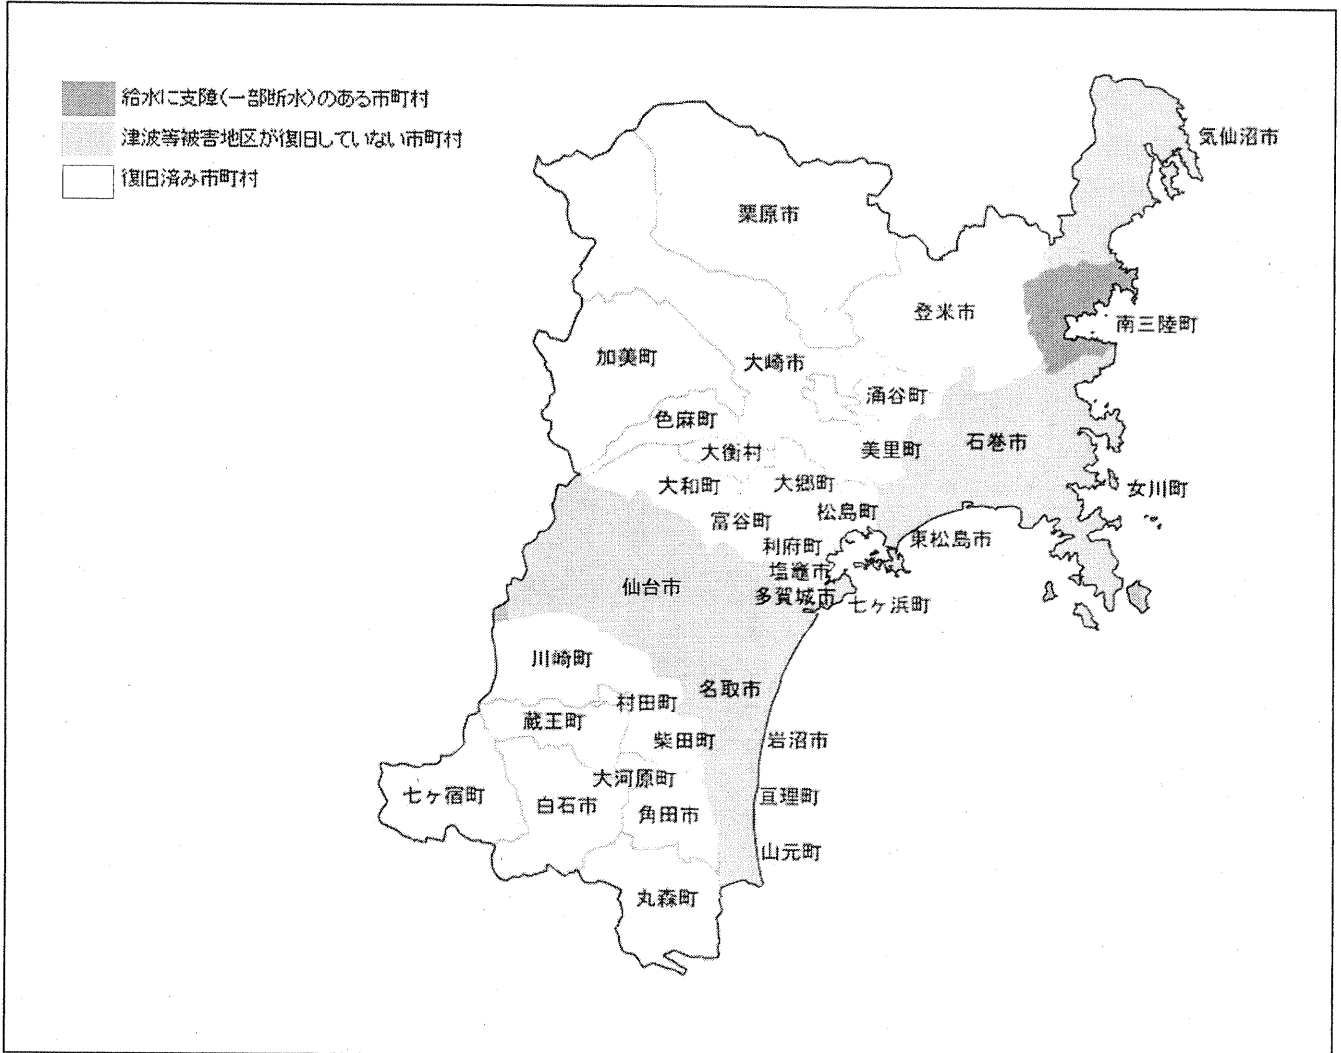 給水に支障(一部断水)のある市町村
津波等被害地区が復旧していない市町村
復旧済み市町村
気仙沼市
栗原市
登米市
南三陸町
加美町
大崎市
涌谷町
色麻町
石巻市
大衡村
美里町
大和町
大郷町
女川町
富谷町
松島町
東松島市
利府町
塩竈市
仙台市
多賀城市
七ヶ浜町
川崎町
名取市
村田町
蔵王町
柴田町
岩沼市
大河原町
七ヶ宿町
白石市
亘理町
角田市
山元町
丸森町